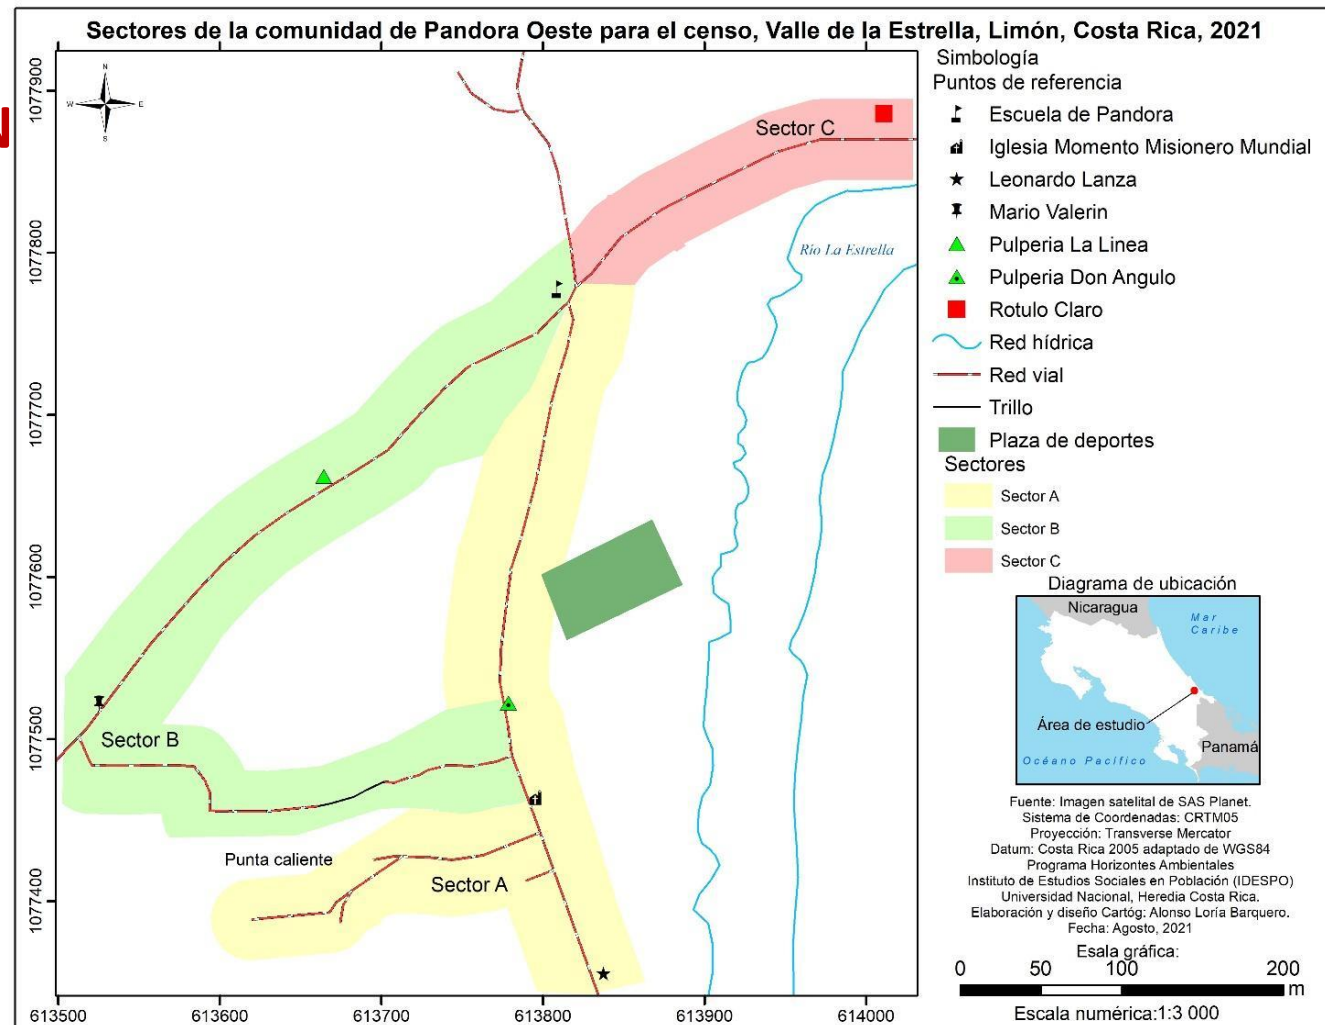 Sectores de la comunidad de Pandora Oeste para el censo, Valle de la Estrella, Limón, Costa Rica, 2021
N
N
W
E
S
1077900
1077800
1077700
1077600
1077500
1077400
613500
613600
613700
613800
613900
614000
Sector C
Río La Estrella
Sector B
Punta caliente
Sector A
Simbología
Puntos de referencia
Escuela de Pandora
Iglesia Momento Misionero Mundial
Leonardo Lanza
Mario Valerin
Pulperia La Linea
Pulperia Don Angulo
Rotulo Claro
Red hídrica
Red vial
Trillo
Plaza de deportes
Sectores
Sector A
Sector B
Sector C
Diagrama de ubicación
Nicaragua
Mar
Caribe
Área de estudio
Panamá
Océano Pacífico
Fuente: Imagen satelital de SAS Planet.
Sistema de Coordenadas: CRTM05
Proyección: Transverse Mercator
Datum: Costa Rica 2005 adaptado de WGS84
Programa Horizontes Ambientales
Instituto de Estudios Sociales en Población (IDESPO)
Universidad Nacional, Heredia Costa Rica.
Elaboración y diseño Cartóg: Alonso Loría Barquero.
Fecha: Agosto, 2021
Esala gráfica:
0 50 100 200
m
Escala numérica:1:3 000